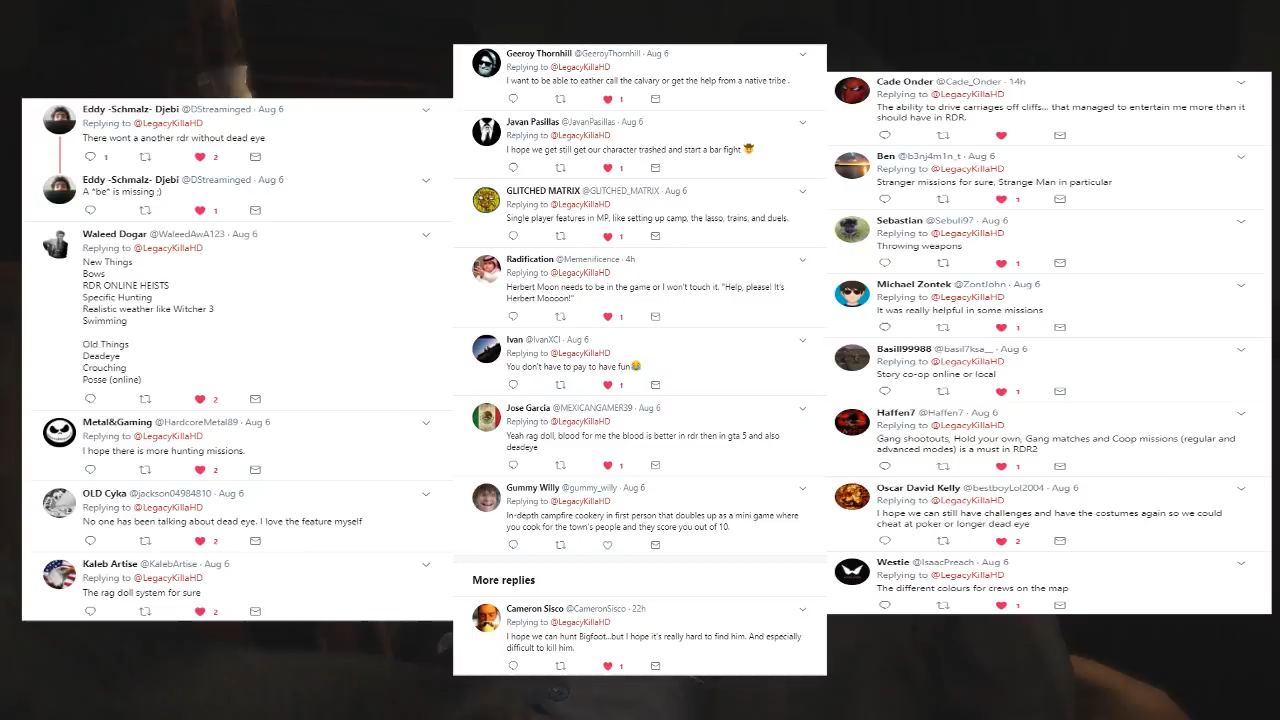 Eddy -Schmalz- Djebi @DStreaminged · Aug 6
Replying to @LegacyKillaHD
There wont a another rdr without dead eye
1 2
Eddy -Schmalz- Djebi @DStreaminged · Aug 6
A *be* is missing ;)
1
Waleed Dogar @WaleedAwA123 · Aug 6
Replying to @LegacyKillaHD
New Things
Bows
RDR ONLINE HEISTS
Specific Hunting
Realistic weather like Witcher 3
Swimming
Old Things
Deadeye
Crouching
Posse (online)
2
Metal&Gaming @HardcoreMetal89 · Aug 6
Replying to @LegacyKillaHD
I hope there is more hunting missions.
2
OLD Cyka @jackson04984810 · Aug 6
Replying to @LegacyKillaHD
No one has been talking about dead eye. I love the feature myself
2
Kaleb Artise @KalebArtise · Aug 6
Replying to @LegacyKillaHD
The rag doll system for sure
2
Geeroy Thornhill @GeeroyThornhill · Aug 6
Replying to @LegacyKillaHD
I want to be able to eather call the calvary or get the help from a native tribe .
1
Javan Pasillas @JavanPasillas · Aug 6
Replying to @LegacyKillaHD
I hope we get still get our character trashed and start a bar fight 🤠
1
GLITCHED MATRIX @GLITCHED_MATRIX · Aug 6
Replying to @LegacyKillaHD
Single player features in MP, like setting up camp, the lasso, trains, and duels.
1
Radification @Memenificence · 4h
Replying to @LegacyKillaHD
Herbert Moon needs to be in the game or I won't touch it. "Help, please! It's
Herbert Moooon!"
1
Ivan @IvanXCI · Aug 6
Replying to @LegacyKillaHD
You don't have to pay to have fun😂
1
Jose Garcia @MEXICANGAMER39 · Aug 6
Replying to @LegacyKillaHD
Yeah rag doll, blood for me the blood is better in rdr then in gta 5 and also
deadeye
1
Gummy Willy @gummy_willy · Aug 6
Replying to @LegacyKillaHD
In-depth campfire cookery in first person that doubles up as a mini game where
you cook for the town's people and they score you out of 10.
More replies
Cameron Sisco @CameronSisco · 22h
Replying to @LegacyKillaHD
I hope we can hunt Bigfoot...but I hope it's really hard to find him. And especially
difficult to kill him.
1
Cade Onder @Cade_Onder · 14h
Replying to @LegacyKillaHD
The ability to drive carriages off cliffs... that managed to entertain me more than it
should have in RDR.
Ben @b3nj4m1n_t · Aug 6
Replying to @LegacyKillaHD
Stranger missions for sure, Strange Man in particular
1
Sebastian @Sebuli97 · Aug 6
Replying to @LegacyKillaHD
Throwing weapons
1
Michael Zontek @ZontJohn · Aug 6
Replying to @LegacyKillaHD
It was really helpful in some missions
1
Basill99988 @basil7ksa__ · Aug 6
Replying to @LegacyKillaHD
Story co-op online or local
1
Haffen7 @Haffen7 · Aug 6
Replying to @LegacyKillaHD
Gang shootouts, Hold your own, Gang matches and Coop missions (regular and
advanced modes) is a must in RDR2
1
Oscar David Kelly @bestboyLol2004 · Aug 6
Replying to @LegacyKillaHD
I hope we can still have challenges and have the costumes again so we could
cheat at poker or longer dead eye
2
Westie @IsaacPreach · Aug 6
Replying to @LegacyKillaHD
The different colours for crews on the map
1